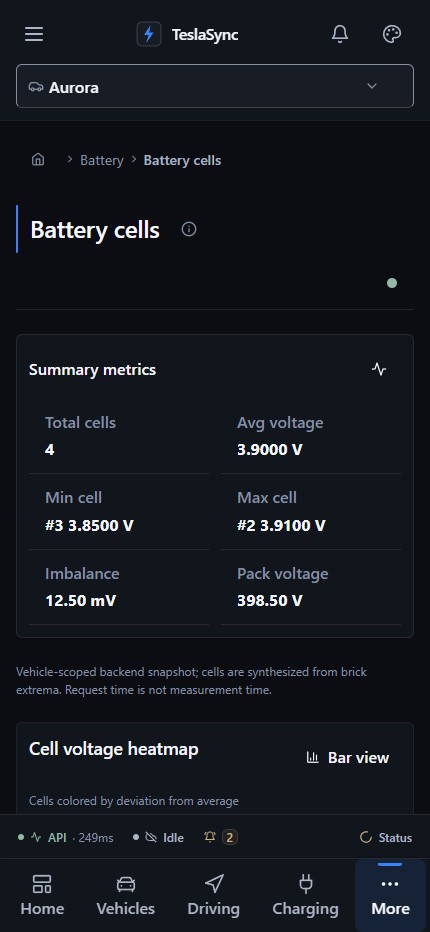 TeslaSync
Aurora
Battery Battery cells
Battery cells
Summary metrics
Total cells Avg voltage
4 3.9000 V
Min cell Max cell
#3 3.8500 V #2 3.9100 V
Imbalance Pack voltage
12.50 mV 398.50 V
Vehicle-scoped backend snapshot; cells are synthesized from brick
extrema. Request time is not measurement time.
Cell voltage heatmap Bar view
Cells colored by deviation from average
API · 249ms Idle 2 Status
Home Vehicles Driving Charging More